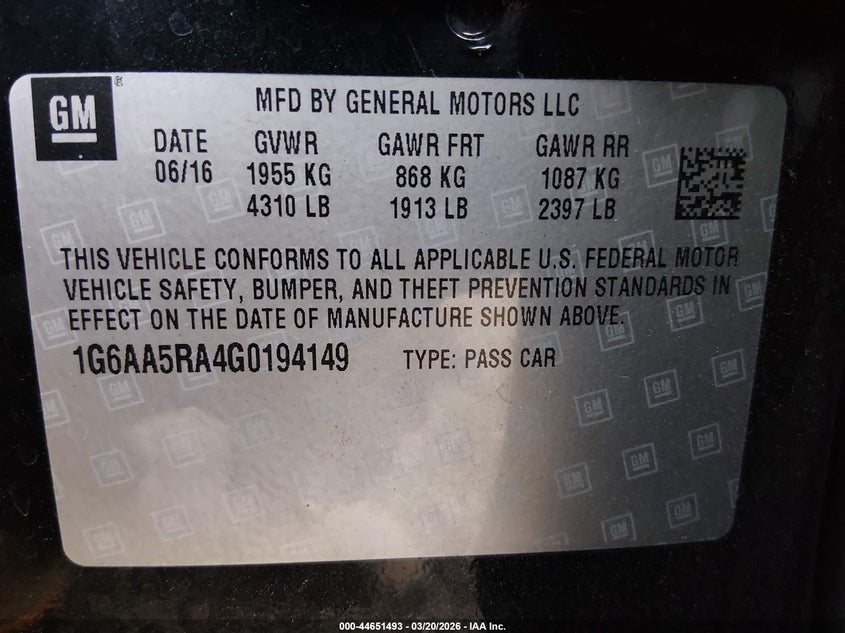 GM ®
MFD BY GENERAL MOTORS LLC
DATE GVWR GAWR FRT GAWR RR
06/16 1955 KG 868 KG 1087 KG
4310 LB 1913 LB 2397 LB
THIS VEHICLE CONFORMS TO ALL APPLICABLE U.S. FEDERAL MOTOR
VEHICLE SAFETY, BUMPER, AND THEFT PREVENTION STANDARDS IN
EFFECT ON THE DATE OF MANUFACTURE SHOWN ABOVE.
1G6AA5RA4G0194149 TYPE: PASS CAR
000-44651493 - 03/20/2026 - IAA Inc.